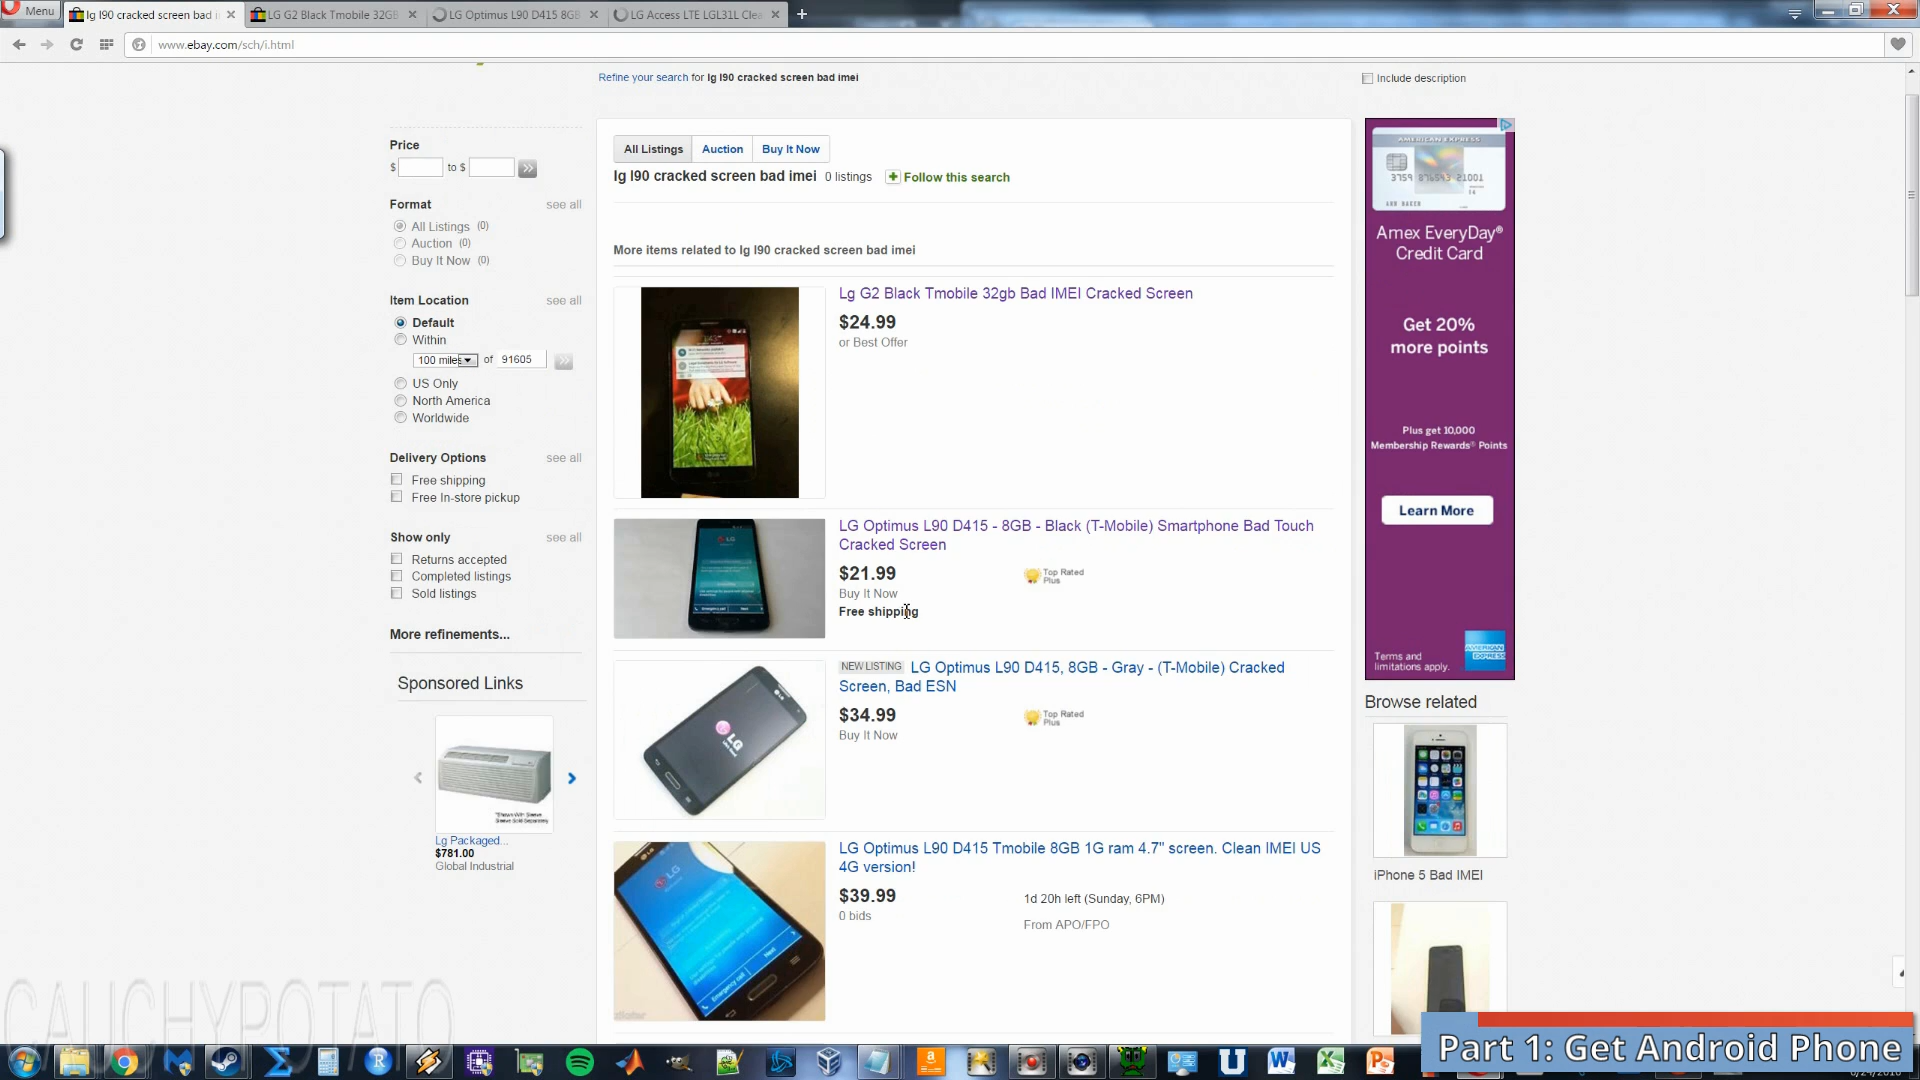 Menu
lg l90 cracked screen bad i
LG G2 Black Tmobile 32GB
LG Optimus L90 D415 8GB
LG Access LTE LGL31L Clea
www.ebay.com/sch/i.html
Refine your search for lg l90 cracked screen bad imei
Include description
Price
$ to $
Format see all
All Listings (0)
Auction (0)
Buy It Now (0)
Item Location see all
Default
Within
100 miles of 91605
US Only
North America
Worldwide
Delivery Options see all
Free shipping
Free In-store pickup
Show only see all
Returns accepted
Completed listings
Sold listings
More refinements...
Sponsored Links
Lg Packaged...
$781.00
Global Industrial
All Listings Auction Buy It Now
lg l90 cracked screen bad imei 0 listings Follow this search
More items related to lg l90 cracked screen bad imei
Lg G2 Black Tmobile 32gb Bad IMEI Cracked Screen
$24.99
or Best Offer
LG Optimus L90 D415 - 8GB - Black (T-Mobile) Smartphone Bad Touch
Cracked Screen
$21.99
Top Rated
Plus
Buy It Now
Free shipping
NEW LISTING LG Optimus L90 D415, 8GB - Gray - (T-Mobile) Cracked
Screen, Bad ESN
$34.99
Top Rated
Plus
Buy It Now
LG
LG Optimus L90 D415 Tmobile 8GB 1G ram 4.7" screen. Clean IMEI US
4G version!
$39.99
1d 20h left (Sunday, 6PM)
0 bids
From APO/FPO
Emergency call
Next
AMERICAN EXPRESS
3759 876543 21001
Amex EveryDay®
Credit Card
Get 20%
more points
Plus get 10,000
Membership Rewards® Points
Learn More
Terms and
limitations apply.
AMERICAN
EXPRESS
Browse related
iPhone 5 Bad IMEI
CAUCHYPOTATO
Part 1: Get Android Phone